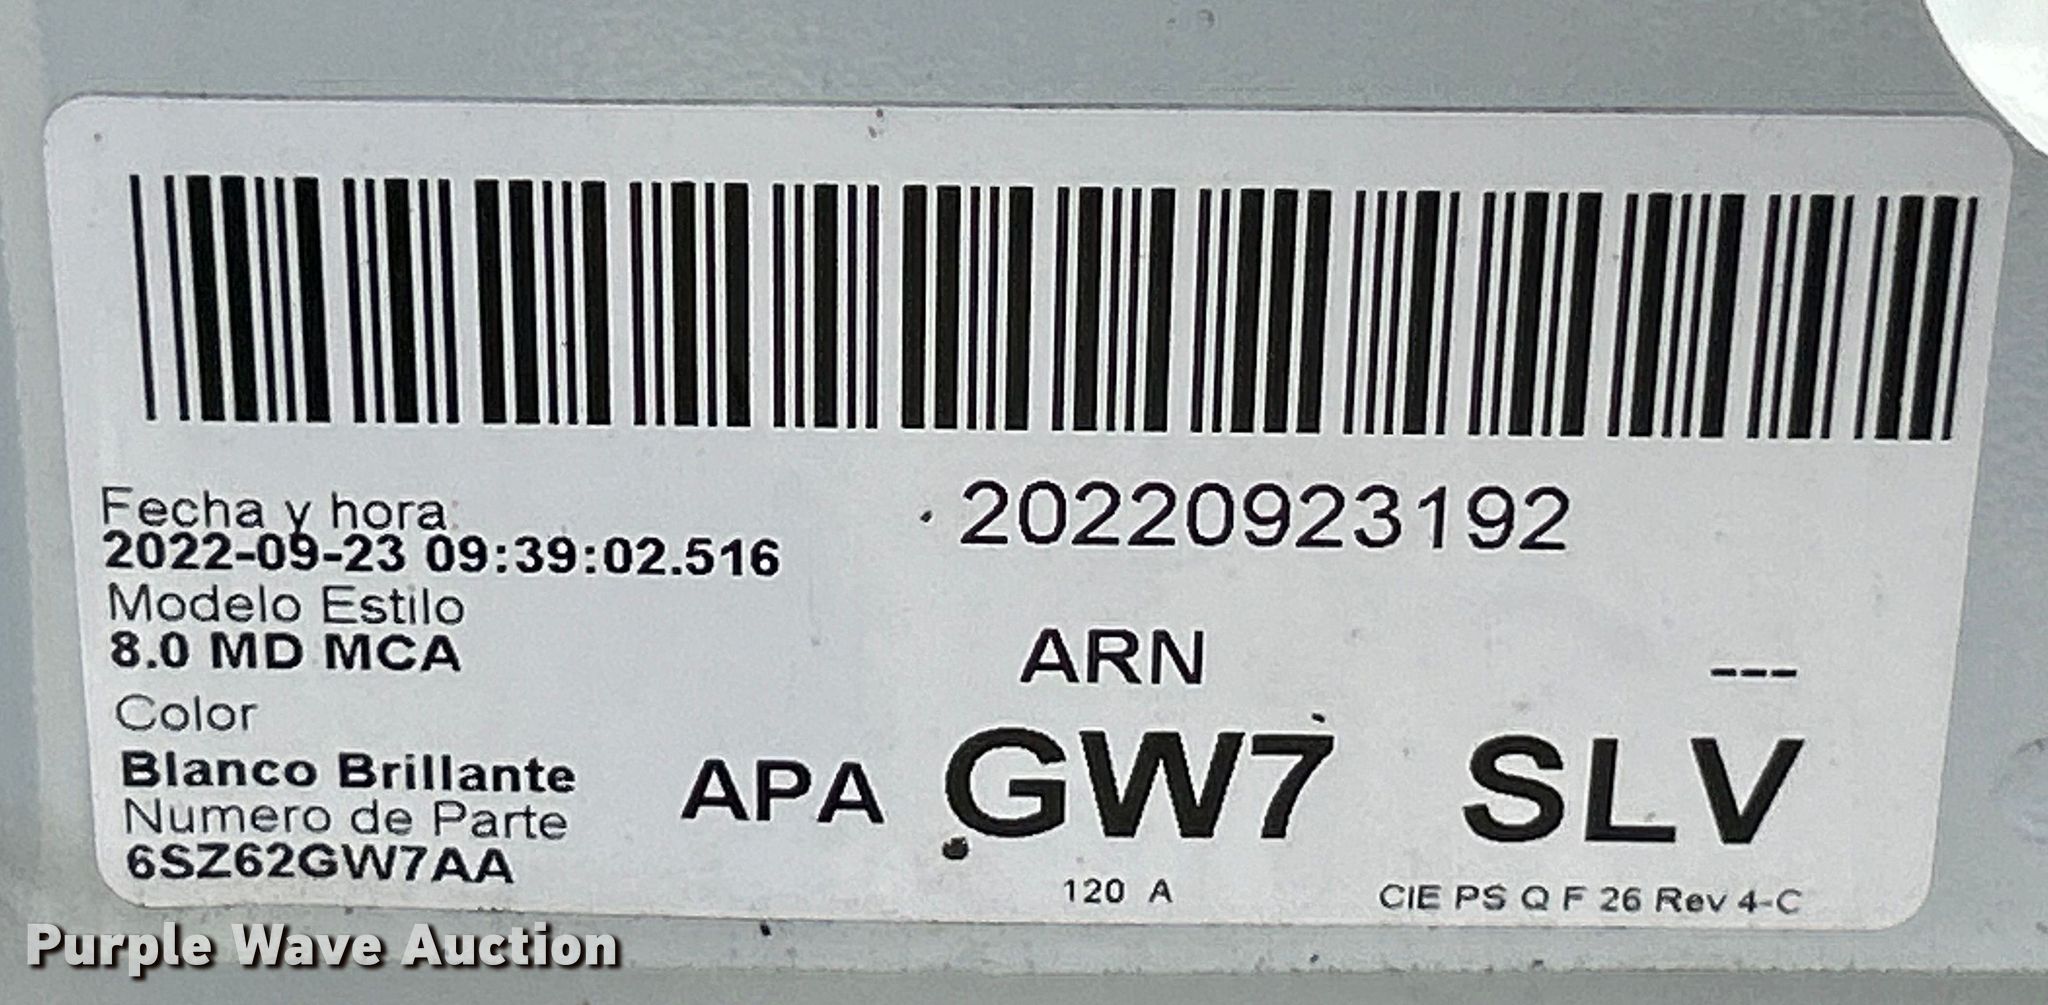 Fecha y hora:
2022-09-23 09:39:02.516
20220923192
Modelo Estilo
8.0 MD MCA
ARN
---
Color
Blanco Brillante
APA GW7 SLV
Numero de Parte
6SZ62GW7AA
120 A
CIE PS Q F 26 Rev 4-C
Purple Wave Auction